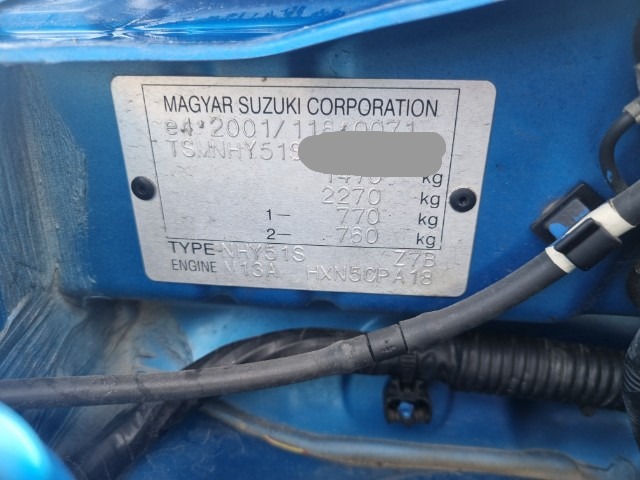 MAGYAR SUZUKI CORPORATION
e4*2001/116*0071
TSMNHY51S
1470 kg
2270 kg
1- 770 kg
2- 760 kg
TYPE NHY51S Z7B
ENGINE M13A HXN5CPA18